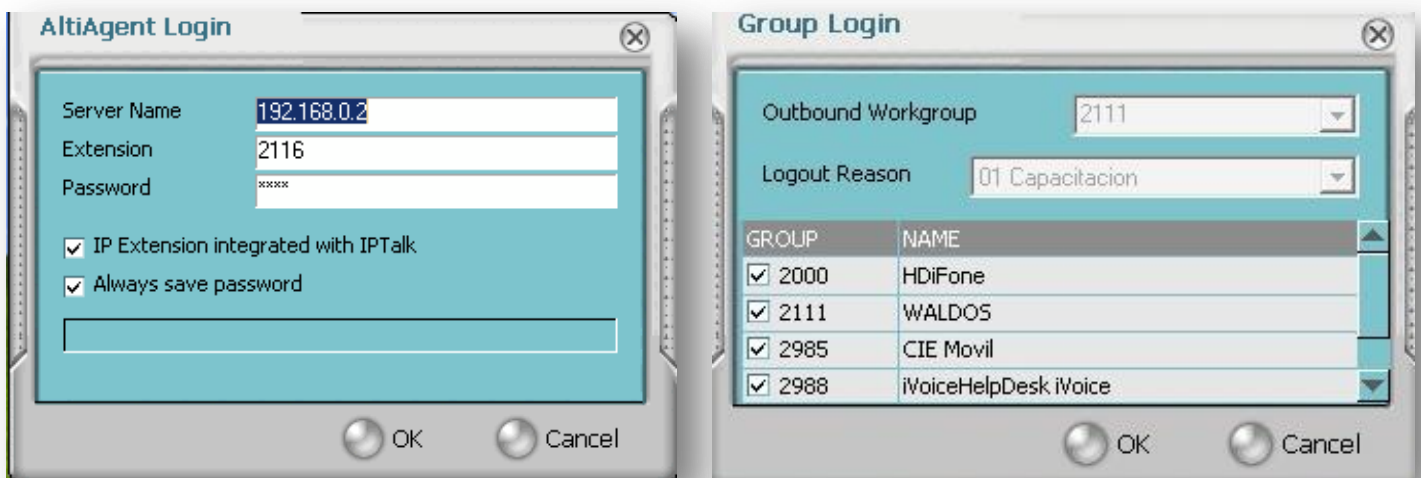 AltiAgent Login
Server Name 192.168.0.2
Extension 2116
Password ****
IP Extension integrated with IPTalk
Always save password
OK Cancel
Group Login
Outbound Workgroup 2111
Logout Reason 01 Capacitacion
GROUP NAME
2000 HDiFone
2111 WALDOS
2985 CIE Movil
2988 iVoiceHelpDesk iVoice
OK Cancel